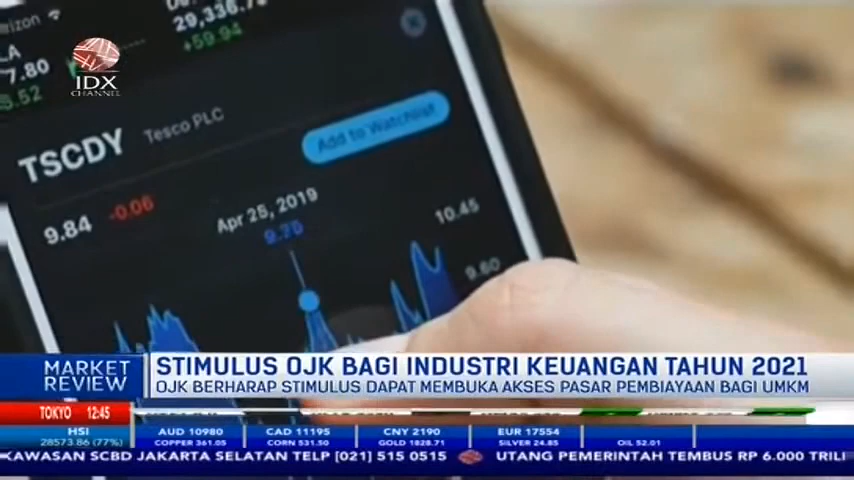 29,336.7
+59.94
7.80
IDX
CHANNEL
TSCDY
Tesco PLC
Add to Watchlist
9.84
-0.06
Apr 25, 2019
10.45
9.60
MARKET REVIEW
STIMULUS OJK BAGI INDUSTRI KEUANGAN TAHUN 2021
OJK BERHARAP STIMULUS DAPAT MEMBUKA AKSES PASAR PEMBIAYAAN BAGI UMKM
TOKYO 12:45
HSI
28573.86 (77%)
AUD 10980
COPPER 361.05
CAD 11195
CORN 531.50
CNY 2190
GOLD 1828.71
EUR 17554
SILVER 24.85
OIL 52.01
KAWASAN SCBD JAKARTA SELATAN TELP [021] 515 0515
UTANG PEMERINTAH TEMBUS RP 6.000 TRILI